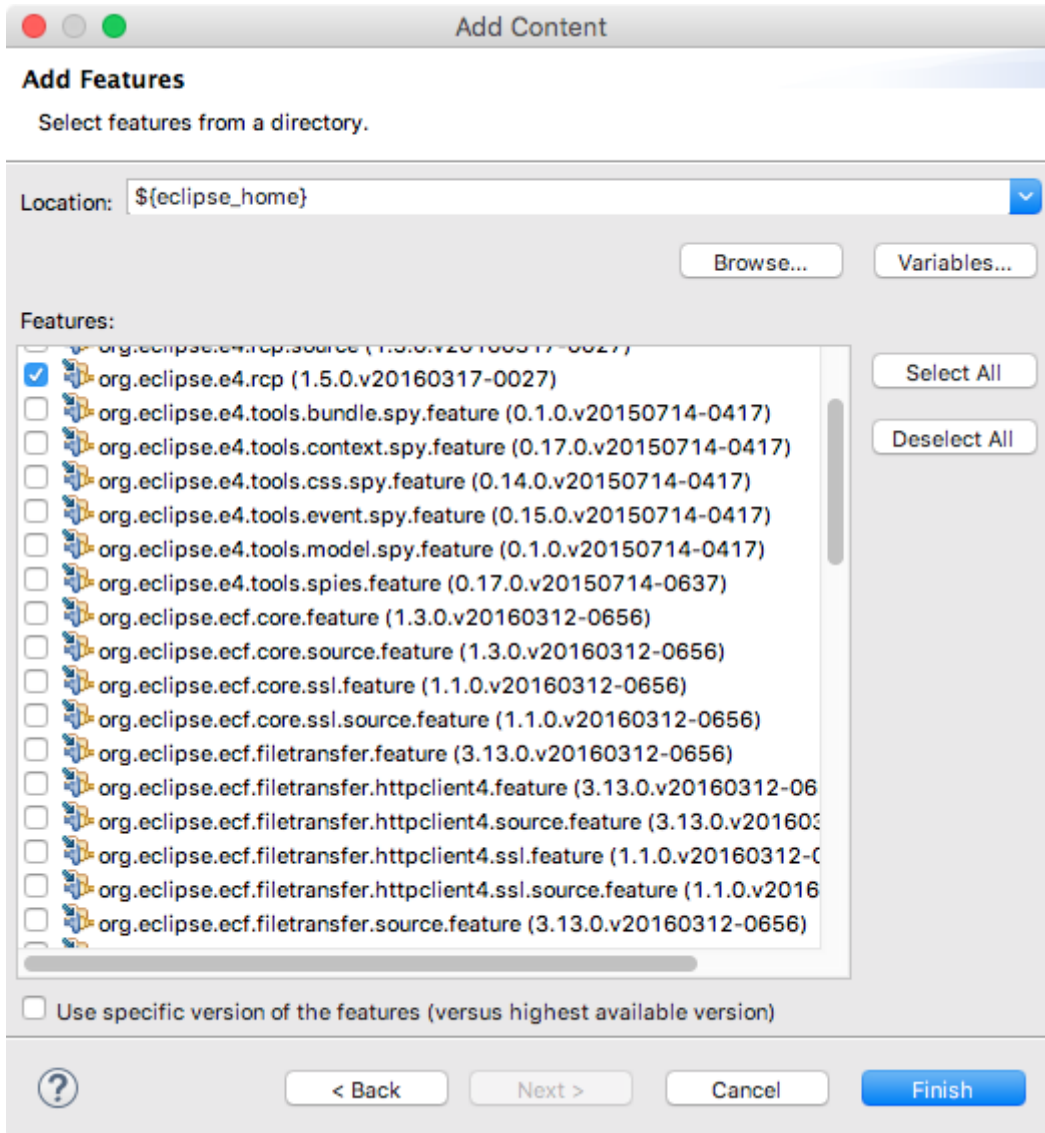 Add Content
Add Features
Select features from a directory.
Location: ${eclipse_home}
Browse... Variables...
Features:
org.eclipse.e4.rcp.source (1.5.0.v20160317-0027)
org.eclipse.e4.rcp (1.5.0.v20160317-0027) Select All
org.eclipse.e4.tools.bundle.spy.feature (0.1.0.v20150714-0417)
org.eclipse.e4.tools.context.spy.feature (0.17.0.v20150714-0417) Deselect All
org.eclipse.e4.tools.css.spy.feature (0.14.0.v20150714-0417)
org.eclipse.e4.tools.event.spy.feature (0.15.0.v20150714-0417)
org.eclipse.e4.tools.model.spy.feature (0.1.0.v20150714-0417)
org.eclipse.e4.tools.spies.feature (0.17.0.v20150714-0637)
org.eclipse.ecf.core.feature (1.3.0.v20160312-0656)
org.eclipse.ecf.core.source.feature (1.3.0.v20160312-0656)
org.eclipse.ecf.core.ssl.feature (1.1.0.v20160312-0656)
org.eclipse.ecf.core.ssl.source.feature (1.1.0.v20160312-0656)
org.eclipse.ecf.filetransfer.feature (3.13.0.v20160312-0656)
org.eclipse.ecf.filetransfer.httpclient4.feature (3.13.0.v20160312-06
org.eclipse.ecf.filetransfer.httpclient4.source.feature (3.13.0.v201603
org.eclipse.ecf.filetransfer.httpclient4.ssl.feature (1.1.0.v20160312-0
org.eclipse.ecf.filetransfer.httpclient4.ssl.source.feature (1.1.0.v2016
org.eclipse.ecf.filetransfer.source.feature (3.13.0.v20160312-0656)
Use specific version of the features (versus highest available version)
? < Back Next > Cancel Finish